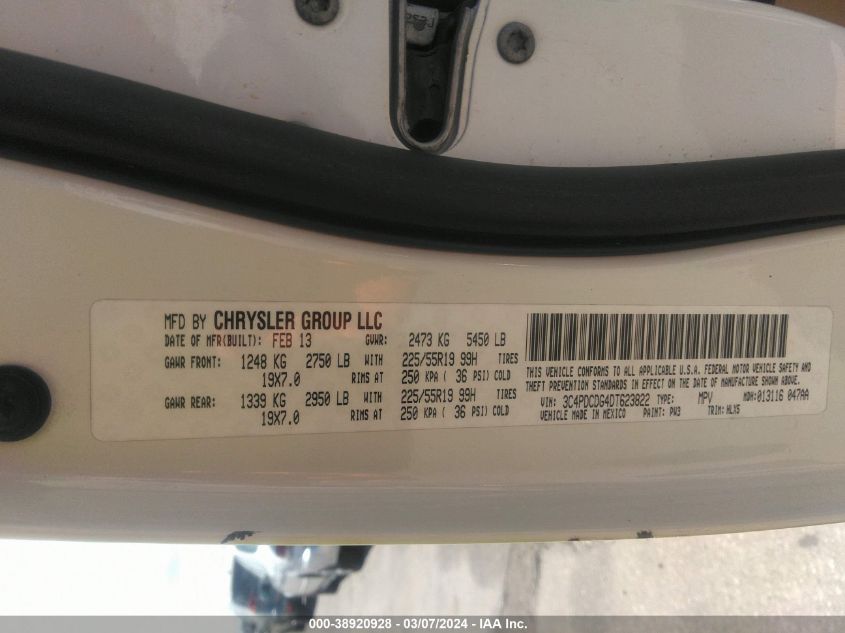 MFD BY CHRYSLER GROUP LLC
DATE OF MFR(BUILT): FEB 13 GVWR: 2473 KG 5450 LB
GAWR FRONT: 1248 KG 2750 LB WITH 225/55R19 99H TIRES
19X7.0 RIMS AT 250 KPA ( 36 PSI) COLD
GAWR REAR: 1339 KG 2950 LB WITH 225/55R19 99H TIRES
19X7.0 RIMS AT 250 KPA ( 36 PSI) COLD
THIS VEHICLE CONFORMS TO ALL APPLICABLE U.S.A. FEDERAL MOTOR VEHICLE SAFETY AND
THEFT PREVENTION STANDARDS IN EFFECT ON THE DATE OF MANUFACTURE SHOWN ABOVE.
VIN: 3C4PDCDG4DT623822 TYPE: MPV MDH: 013116 047AA
VEHICLE MADE IN MEXICO PAINT: PW3 TRIM: HLX5
000-38920928 - 03/07/2024 - IAA Inc.